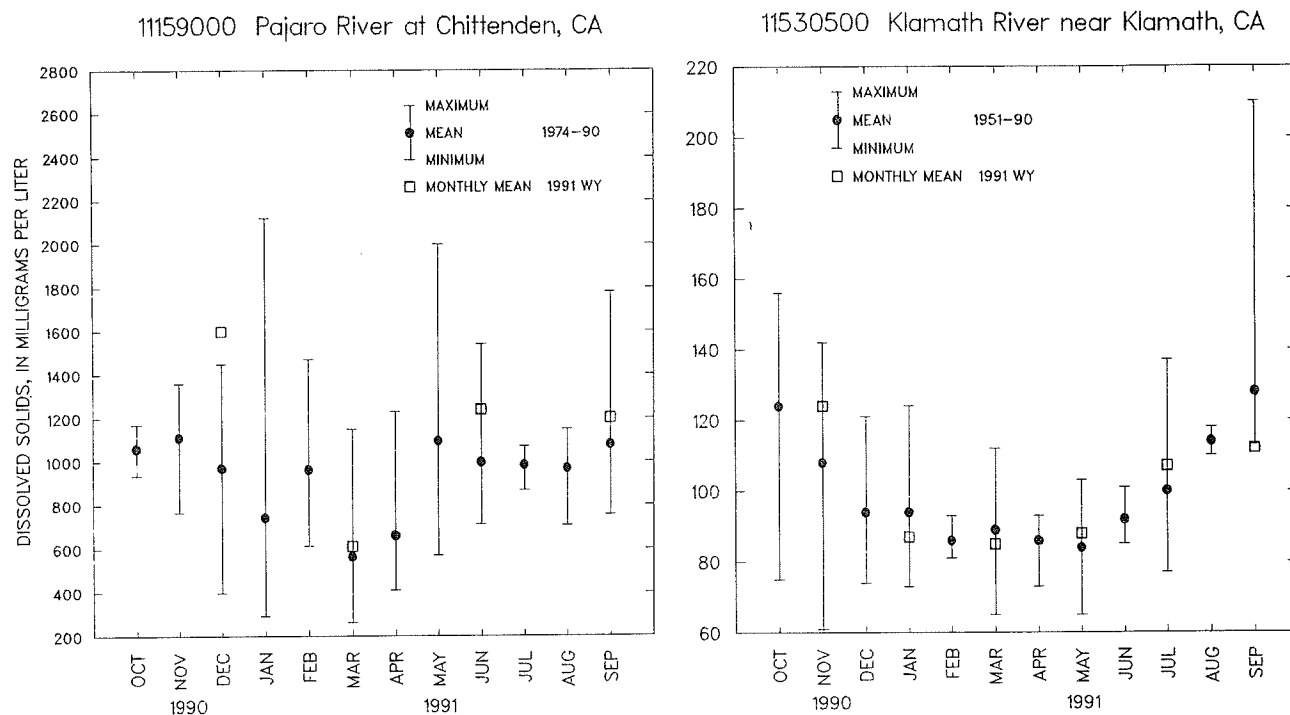 11159000 Pajaro River at Chittenden, CA
DISSOLVED SOLIDS, IN MILLIGRAMS PER LITER
2800
2600
2400
2200
2000
1800
1600
1400
1200
1000
800
600
400
200
MAXIMUM
MEAN 1974-90
MINIMUM
MONTHLY MEAN 1991 WY
OCT
NOV
DEC
JAN
FEB
MAR
APR
MAY
JUN
JUL
AUG
SEP
1990
1991
11530500 Klamath River near Klamath, CA
220
200
180
160
140
120
100
80
60
MAXIMUM
MEAN 1951-90
MINIMUM
MONTHLY MEAN 1991 WY
OCT
NOV
DEC
JAN
FEB
MAR
APR
MAY
JUN
JUL
AUG
SEP
1990
1991